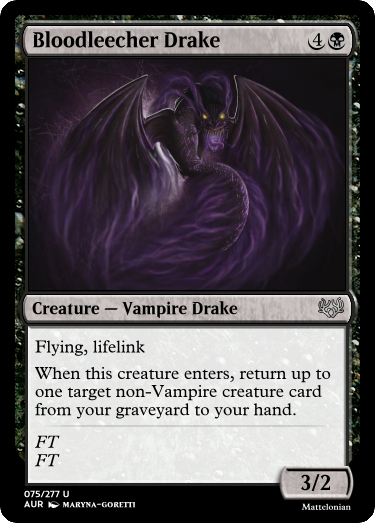 Bloodleecher Drake 4
Creature — Vampire Drake
Flying, lifelink
When this creature enters, return up to
one target non-Vampire creature card
from your graveyard to your hand.
FT
FT
3/2
075/277 U
AUR MARYNA-GORETTI
Mattelonian